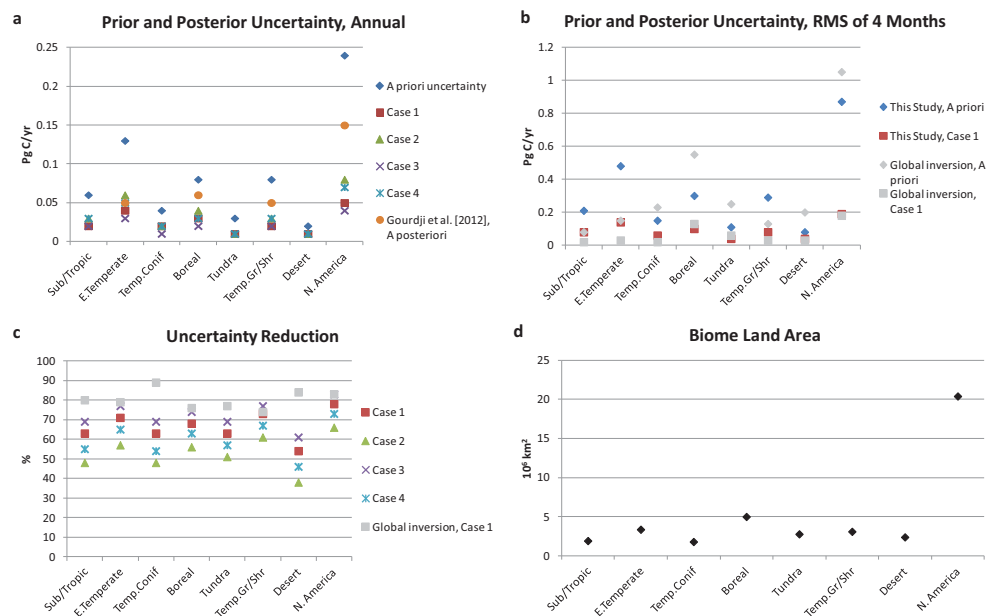 a
Prior and Posterior Uncertainty, Annual
0.25
0.2
0.15
0.1
0.05
0
Pg C/yr
Sub/Tropic
E.Temperate
Temp.Conif
Boreal
Tundra
Temp.Gr/Shr
Desert
N. America
A priori uncertainty
Case 1
Case 2
Case 3
Case 4
Gourdji et al. [2012],
A posteriori
b
Prior and Posterior Uncertainty, RMS of 4 Months
1.2
1
0.8
0.6
0.4
0.2
0
Pg C/yr
Sub/Tropic
E.Temperate
Temp.Conif
Boreal
Tundra
Temp.Gr/Shr
Desert
N. America
This Study, A priori
This Study, Case 1
Global inversion, A
priori
Global inversion,
Case 1
c
Uncertainty Reduction
100
90
80
70
60
50
40
30
20
10
0
%
Sub/Tropic
E.Temperate
Temp.Conif
Boreal
Tundra
Temp.Gr/Shr
Desert
N. America
Case 1
Case 2
Case 3
Case 4
Global inversion, Case 1
d
Biome Land Area
25
20
15
10
5
0
10⁶ km²
Sub/Tropic
E.Temperate
Temp.Conif
Boreal
Tundra
Temp.Gr/Shr
Desert
N. America